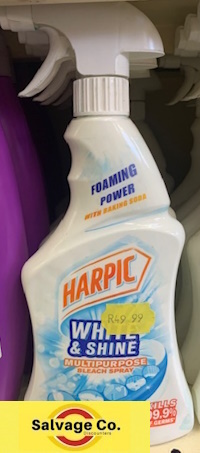 FOAMING
POWER
WITH BAKING SODA
HARPIC
R49.99
WHITE
& SHINE
MULTIPURPOSE
BLEACH SPRAY
KILLS
99.9%
GERMS*
Salvage Co.
Discounters